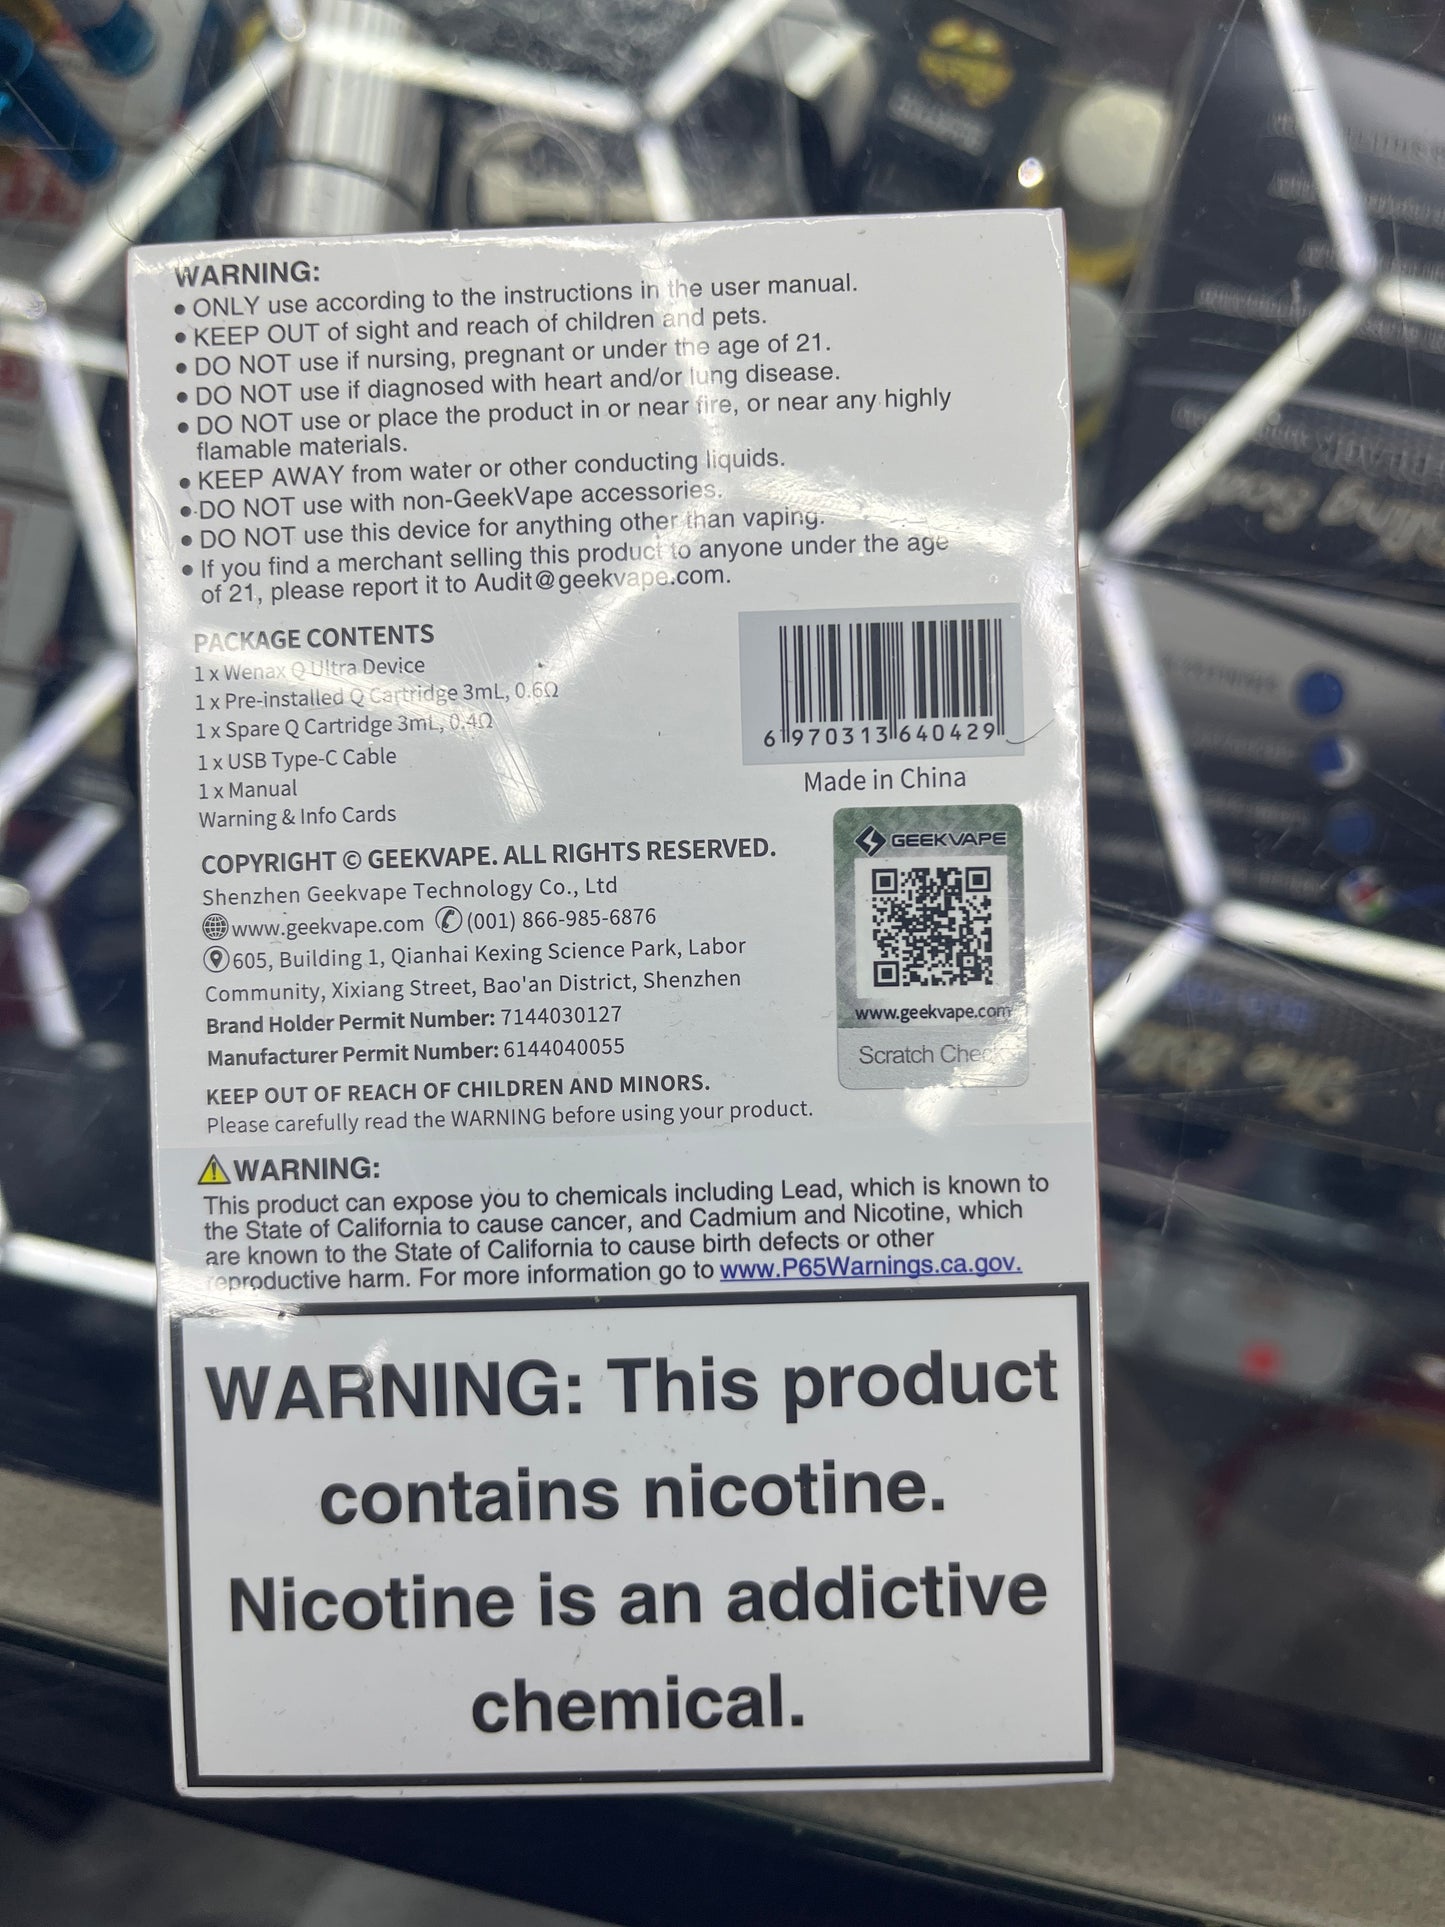 WARNING:
• ONLY use according to the instructions in the user manual.
• KEEP OUT of sight and reach of children and pets.
• DO NOT use if nursing, pregnant or under the age of 21.
• DO NOT use if diagnosed with heart and/or lung disease.
• DO NOT use or place the product in or near fire, or near any highly
flamable materials.
• KEEP AWAY from water or other conducting liquids.
• DO NOT use with non-GeekVape accessories.
• DO NOT use this device for anything other than vaping.
• If you find a merchant selling this product to anyone under the age
of 21, please report it to Audit@geekvape.com.
PACKAGE CONTENTS
1 x Wenax Q Ultra Device
1 x Pre-installed Q Cartridge 3mL, 0.6Ω
1 x Spare Q Cartridge 3mL, 0.4Ω
1 x USB Type-C Cable
1 x Manual
Warning & Info Cards
6 970313 640429
Made in China
COPYRIGHT © GEEKVAPE. ALL RIGHTS RESERVED.
Shenzhen Geekvape Technology Co., Ltd
www.geekvape.com (001) 866-985-6876
605, Building 1, Qianhai Kexing Science Park, Labor
Community, Xixiang Street, Bao'an District, Shenzhen
Brand Holder Permit Number: 7144030127
Manufacturer Permit Number: 6144040055
KEEP OUT OF REACH OF CHILDREN AND MINORS.
Please carefully read the WARNING before using your product.
GEEKVAPE
www.geekvape.com
Scratch Check
WARNING:
This product can expose you to chemicals including Lead, which is known to
the State of California to cause cancer, and Cadmium and Nicotine, which
are known to the State of California to cause birth defects or other
reproductive harm. For more information go to www.P65Warnings.ca.gov.
WARNING: This product
contains nicotine.
Nicotine is an addictive
chemical.